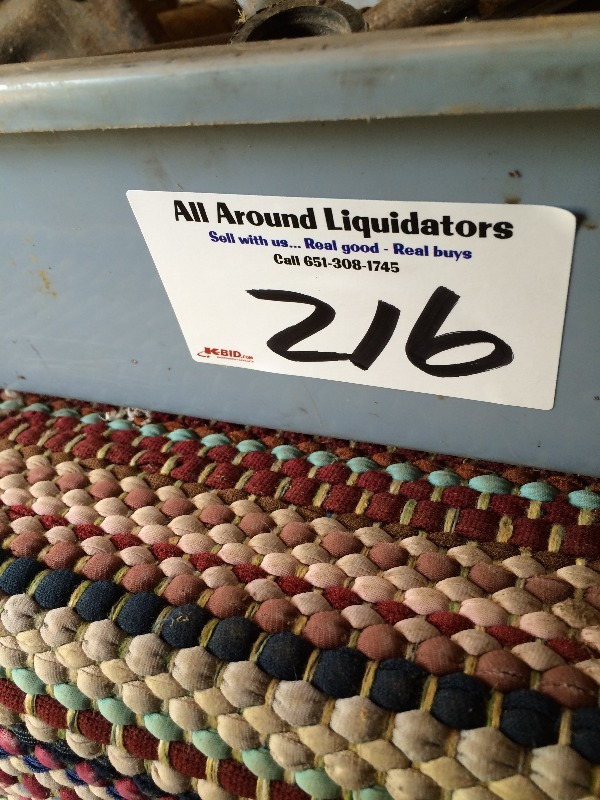 All Around Liquidators
Sell with us... Real good - Real buys
Call 651-308-1745
216
K-BID.com